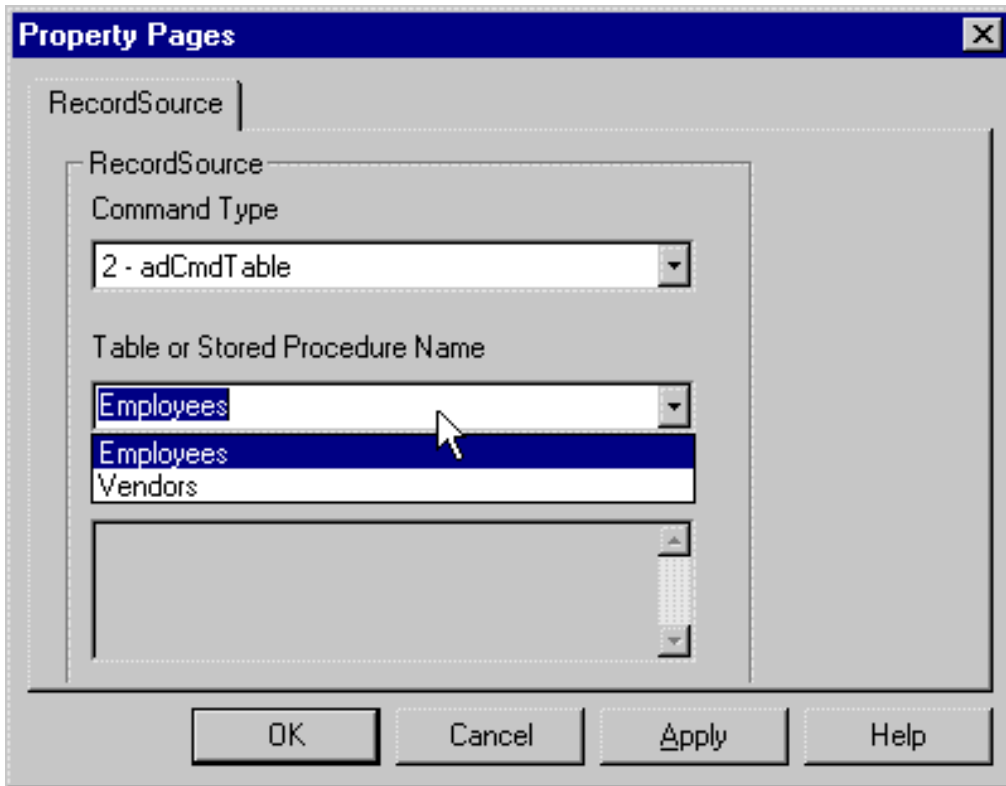 Property Pages
RecordSource
RecordSource
Command Type
2 - adCmdTable
Table or Stored Procedure Name
Employees
Employees
Vendors
OK Cancel Apply Help